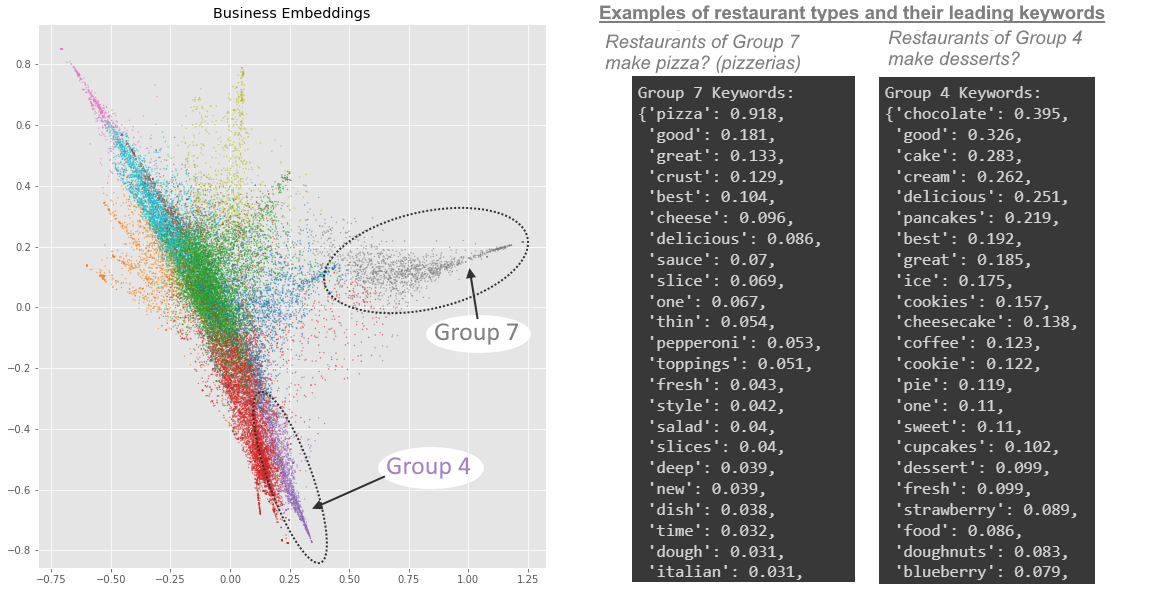 Business Embeddings
0.8
0.6
0.4
0.2
0.0
−0.2
−0.4
−0.6
−0.8
−0.75
−0.50
−0.25
0.00
0.25
0.50
0.75
1.00
1.25
Group 7
Group 4
Examples of restaurant types and their leading keywords
Restaurants of Group 7
make pizza? (pizzerias)
Group 7 Keywords:
{'pizza': 0.918,
'good': 0.181,
'great': 0.133,
'crust': 0.129,
'best': 0.104,
'cheese': 0.096,
'delicious': 0.086,
'sauce': 0.07,
'slice': 0.069,
'one': 0.067,
'thin': 0.054,
'pepperoni': 0.053,
'toppings': 0.051,
'fresh': 0.043,
'style': 0.042,
'salad': 0.04,
'slices': 0.04,
'deep': 0.039,
'new': 0.039,
'dish': 0.038,
'time': 0.032,
'dough': 0.031,
'italian': 0.031,
Restaurants of Group 4
make desserts?
Group 4 Keywords:
{'chocolate': 0.395,
'good': 0.326,
'cake': 0.283,
'cream': 0.262,
'delicious': 0.251,
'pancakes': 0.219,
'best': 0.192,
'great': 0.185,
'ice': 0.175,
'cookies': 0.157,
'cheesecake': 0.138,
'coffee': 0.123,
'cookie': 0.122,
'pie': 0.119,
'one': 0.11,
'sweet': 0.11,
'cupcakes': 0.102,
'dessert': 0.099,
'fresh': 0.099,
'strawberry': 0.089,
'food': 0.086,
'doughnuts': 0.083,
'blueberry': 0.079,